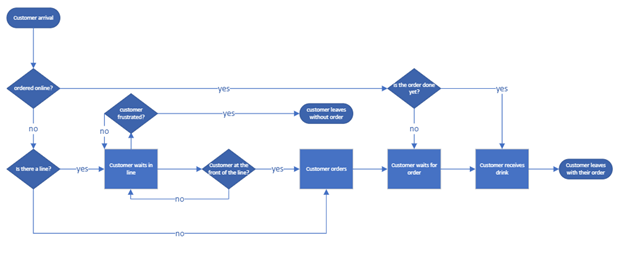 Customer arrival
ordered online?
yes
is the order done
yet?
yes
customer
frustrated?
yes
customer leaves
without order
no
no
no
is there a line?
yes
Customer waits in
line
Customer at the
front of the line?
yes
Customer orders
Customer waits for
order
Customer receives
drink
Customer leaves
with their order
no
no